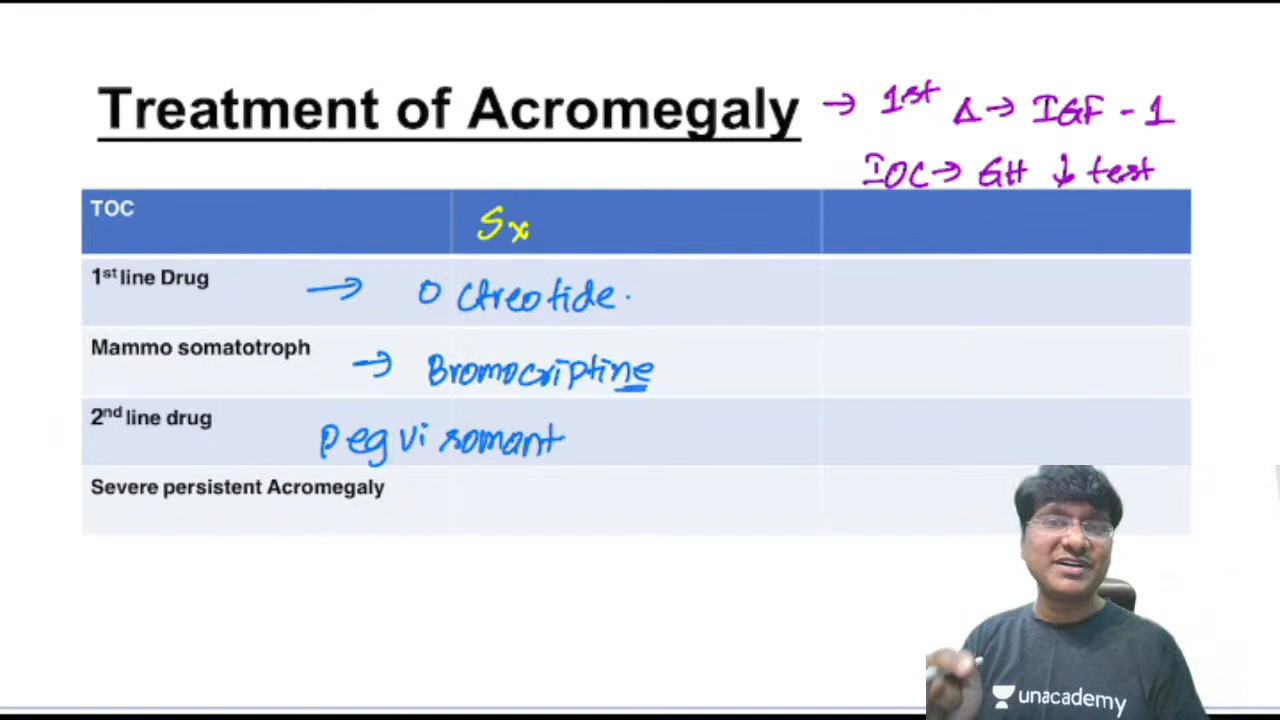 Treatment of Acromegaly → 1st Δ → IGF - 1
IOC → GH ↓ test
TOC Sx
1st line Drug → Octreotide.
Mammo somatotroph → Bromocriptine
2nd line drug Pegvisomant
Severe persistent Acromegaly
unacademy